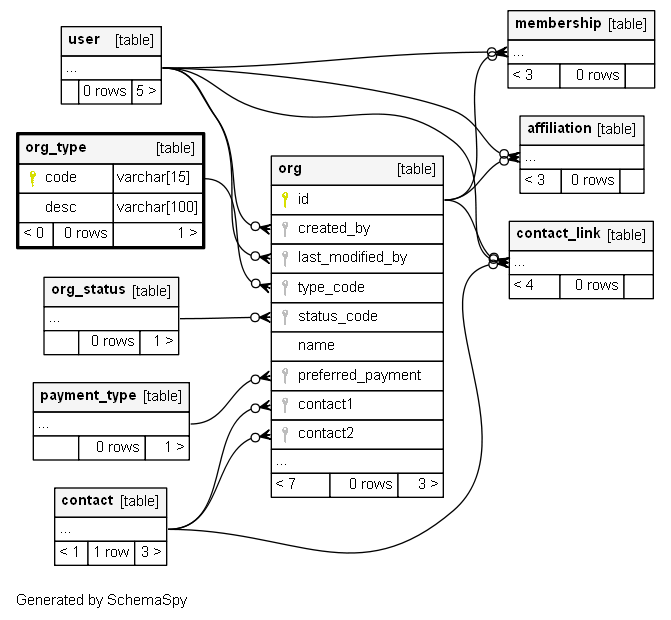 user [table]
...
0 rows 5 >
org_type [table]
code varchar[15]
desc varchar[100]
< 0 0 rows 1 >
org_status [table]
...
0 rows 1 >
payment_type [table]
...
0 rows 1 >
contact [table]
...
< 1 1 row 3 >
org [table]
id
created_by
last_modified_by
type_code
status_code
name
preferred_payment
contact1
contact2
...
< 7 0 rows 3 >
membership [table]
...
< 3 0 rows
affiliation [table]
...
< 3 0 rows
contact_link [table]
...
< 4 0 rows
Generated by SchemaSpy